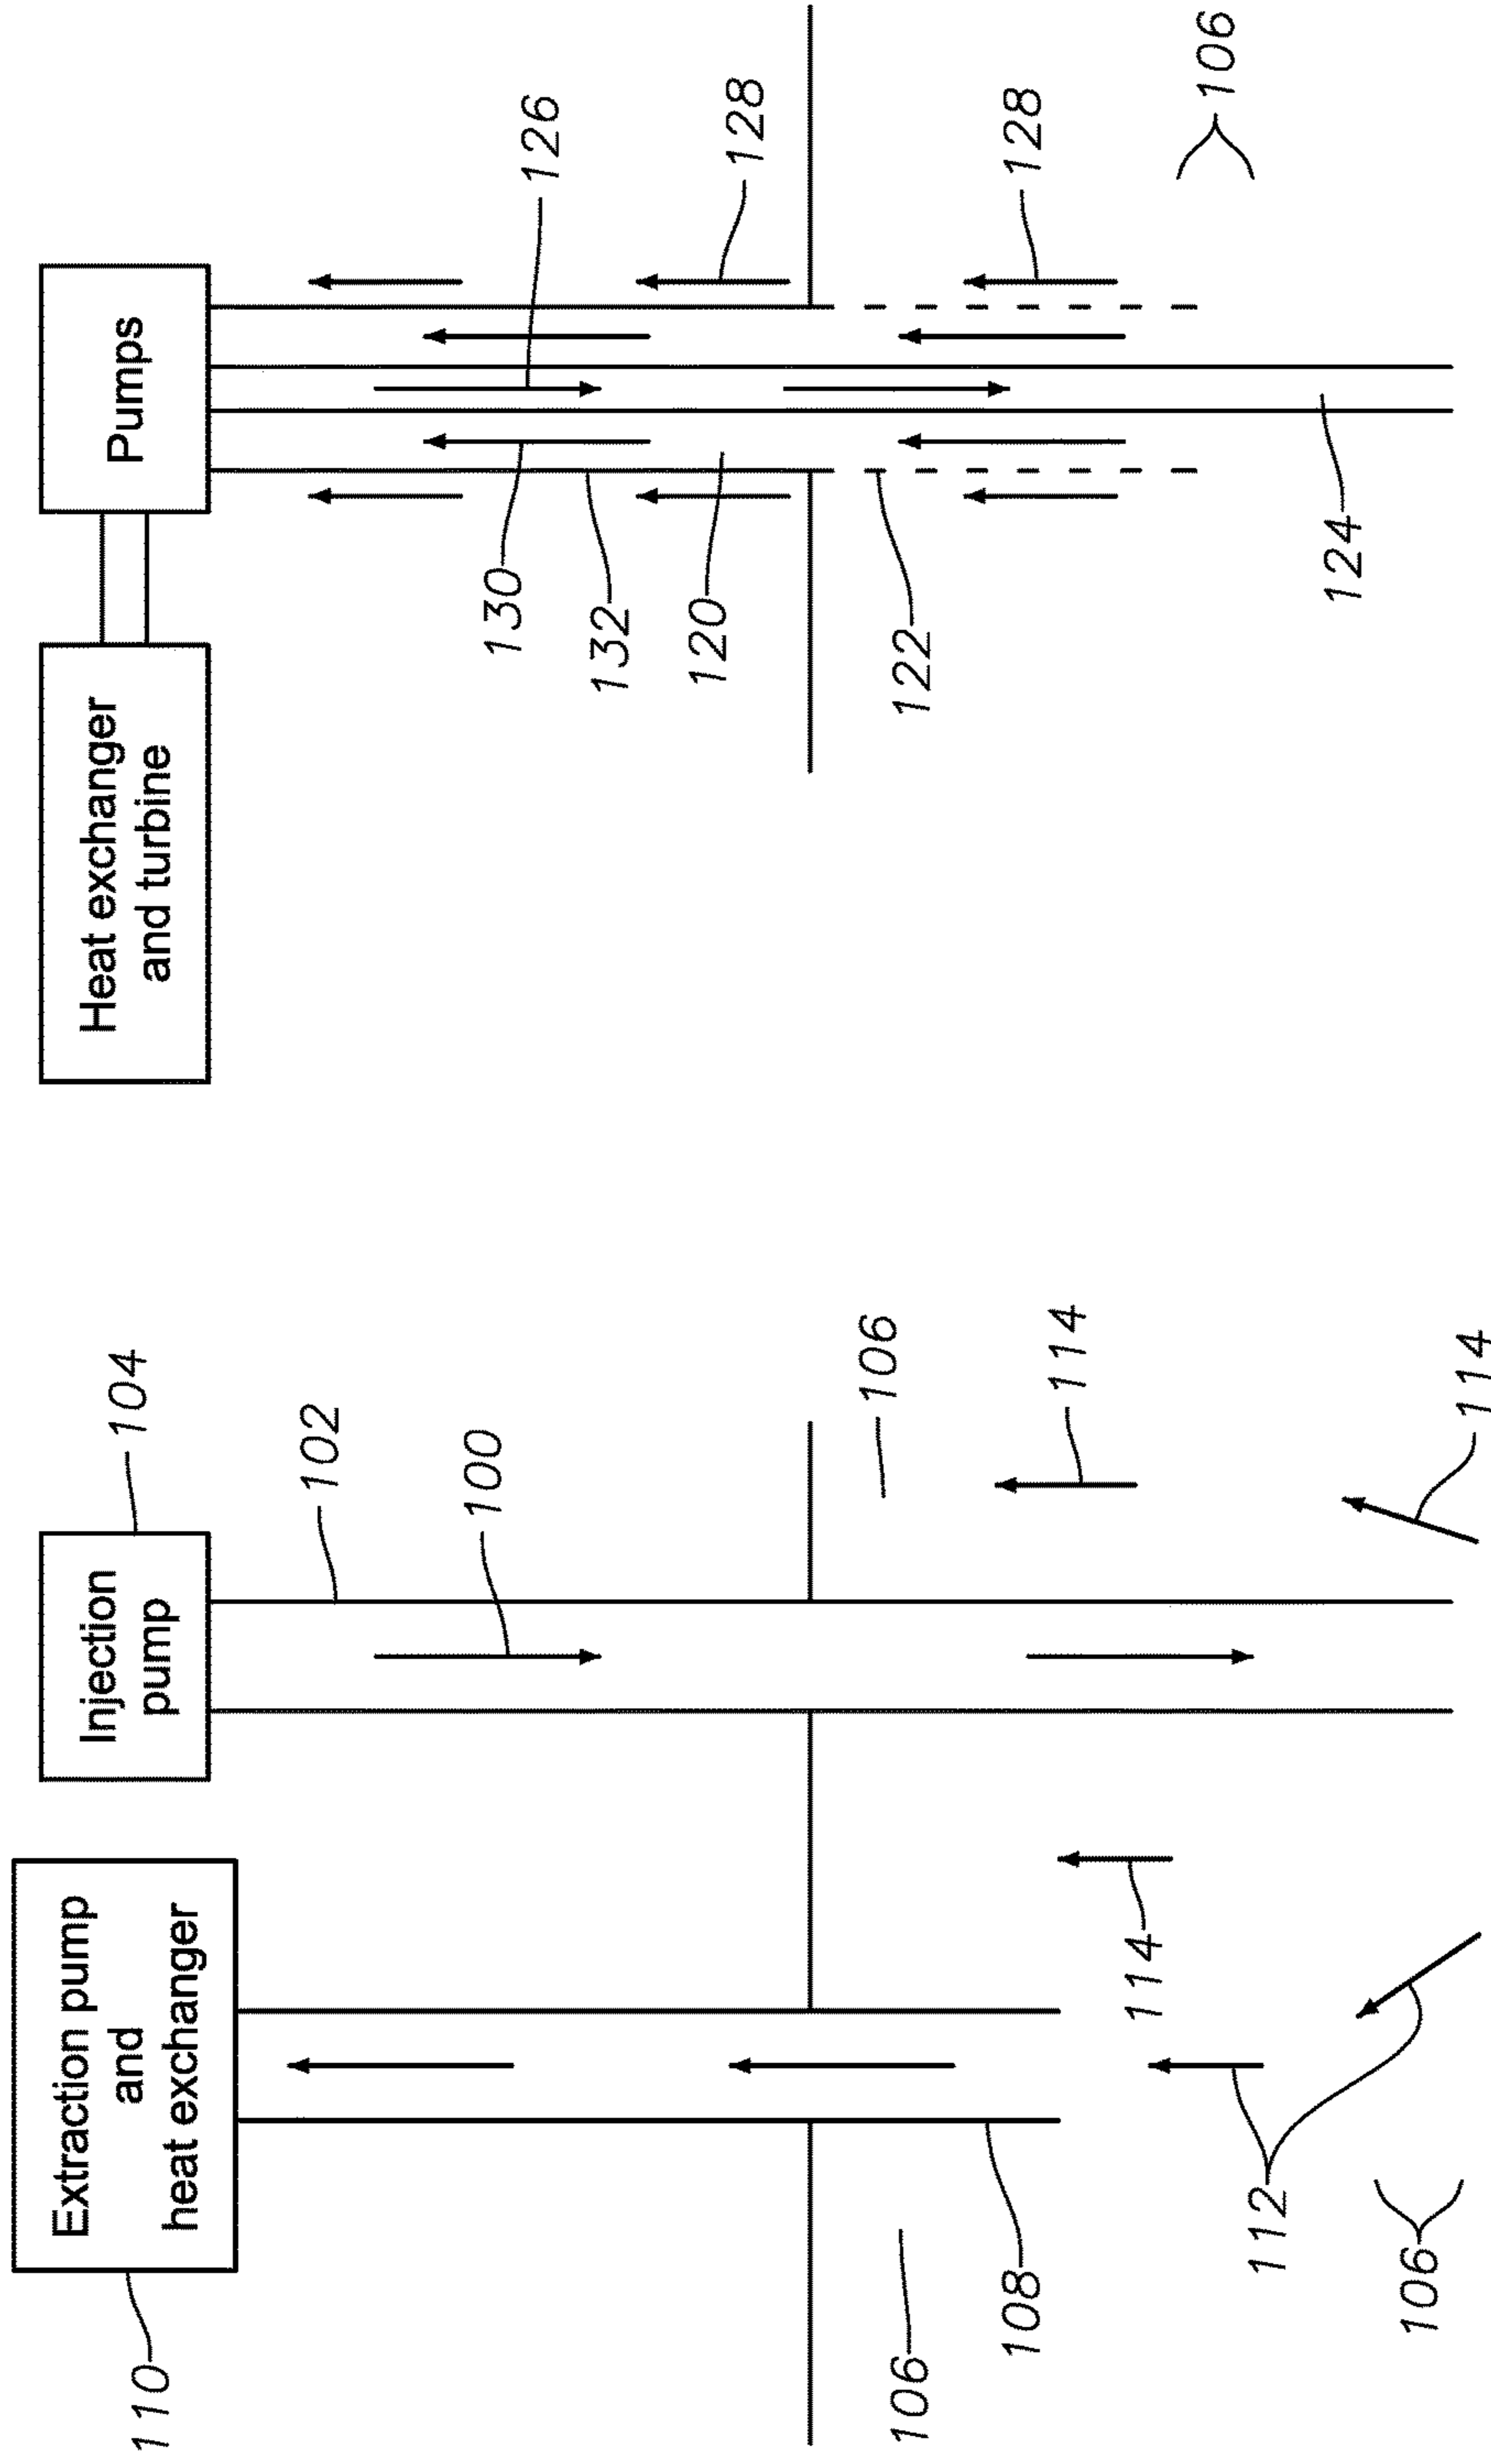 Extraction pump
and
heat exchanger
Injection
pump
110
104
102
100
106
106
108
114
114
112
106
114
Heat exchanger
and turbine
Pumps
130
126
132
120
128
122
128
106
124